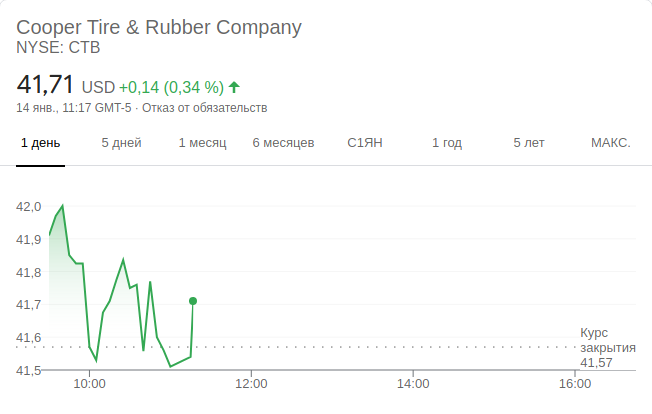 Cooper Tire & Rubber Company
NYSE: CTB
41,71 USD +0,14 (0,34 %)
14 янв., 11:17 GMT-5 · Отказ от обязательств
1 день 5 дней 1 месяц 6 месяцев С1ЯН 1 год 5 лет МАКС.
42,0
41,9
41,8
41,7
41,6
Курс
закрытия
41,57
41,5
10:00 12:00 14:00 16:00